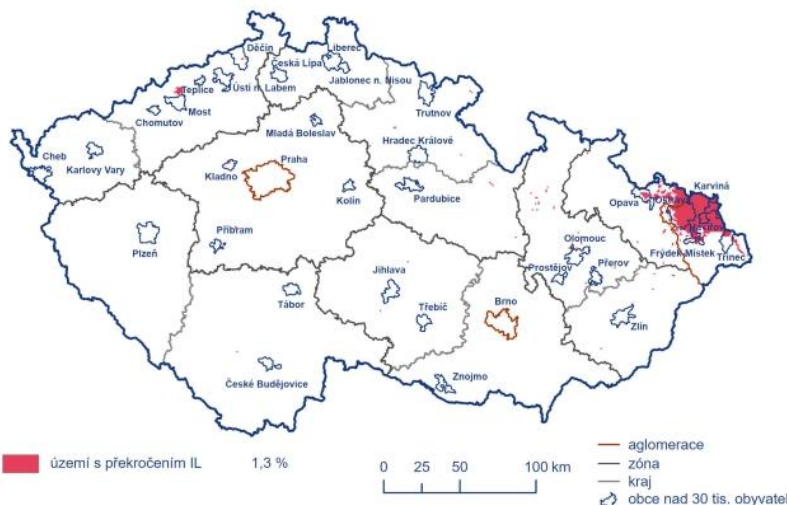 Děčín
Liberec
Česká Lípa
Teplice
Ústí n. Labem
Jablonec n. Nisou
Most
Trutnov
Chomutov
Mladá Boleslav
Cheb
Karlovy Vary
Hradec Králové
Praha
Kladno
Karviná
Kolín
Pardubice
Opava
Ostrava
Havířov
Příbram
Olomouc
Frýdek-Místek
Třinec
Plzeň
Jihlava
Prostějov
Přerov
Tábor
Třebíč
Brno
Zlín
České Budějovice
Znojmo
území s překročením IL 1,3 %
0 25 50 100 km
aglomerace
zóna
kraj
obce nad 30 tis. obyvatel